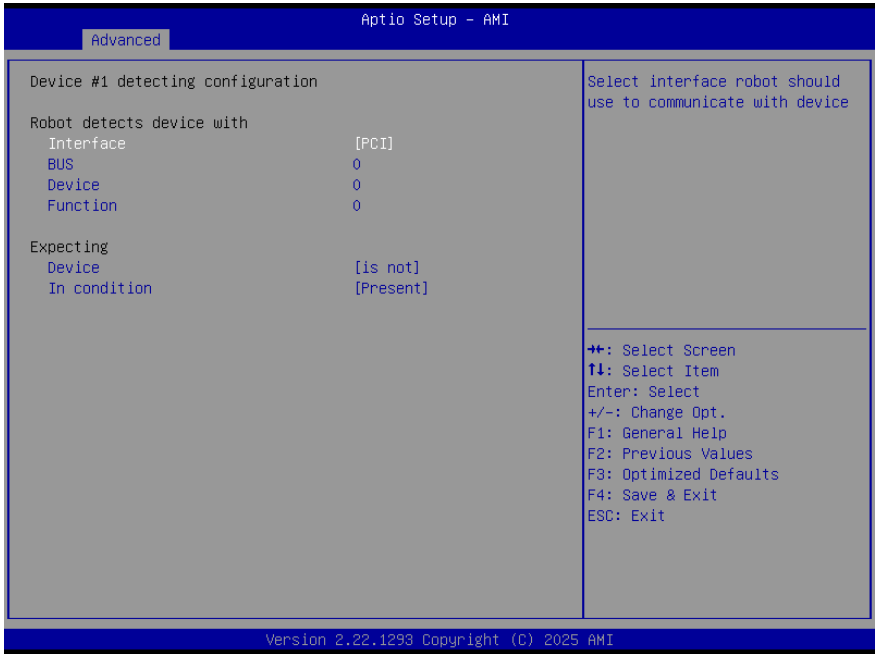 Aptio Setup – AMI
Advanced
Device #1 detecting configuration
Robot detects device with
Interface [PCI]
BUS 0
Device 0
Function 0
Expecting
Device [is not]
In condition [Present]
Select interface robot should
use to communicate with device
→←: Select Screen
↑↓: Select Item
Enter: Select
+/-: Change Opt.
F1: General Help
F2: Previous Values
F3: Optimized Defaults
F4: Save & Exit
ESC: Exit
Version 2.22.1293 Copyright (C) 2025 AMI